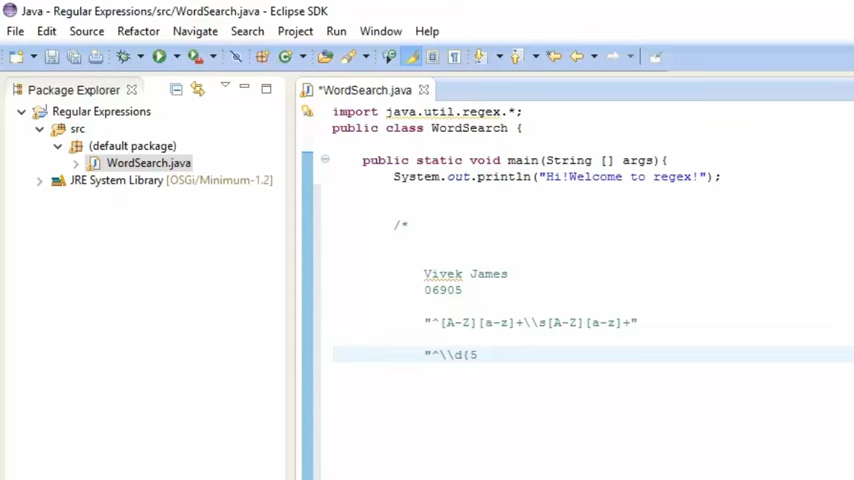 Java - Regular Expressions/src/WordSearch.java - Eclipse SDK
File Edit Source Refactor Navigate Search Project Run Window Help
Package Explorer
*WordSearch.java
Regular Expressions
src
(default package)
WordSearch.java
JRE System Library [OSGi/Minimum-1.2]
import java.util.regex.*;
public class WordSearch {
public static void main(String [] args){
System.out.println("Hi!Welcome to regex!");
/*
Vivek James
06905
"^[A-Z][a-z]+\\s[A-Z][a-z]+"
"^\\d{5